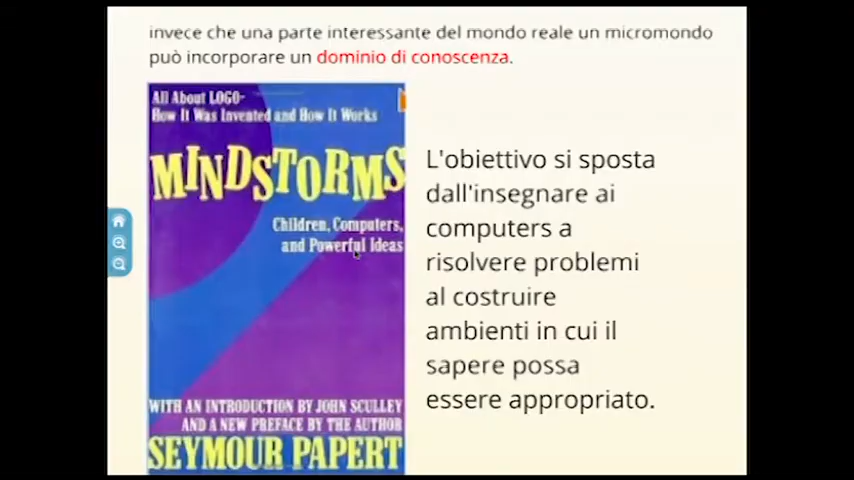 invece che una parte interessante del mondo reale un micromondo
può incorporare un dominio di conoscenza.
All About LOGO-
How It Was Invented and How It Works
MINDSTORMS
Children, Computers,
and Powerful Ideas
WITH AN INTRODUCTION BY JOHN SCULLEY
AND A NEW PREFACE BY THE AUTHOR
SEYMOUR PAPERT
L'obiettivo si sposta
dall'insegnare ai
computers a
risolvere problemi
al costruire
ambienti in cui il
sapere possa
essere appropriato.